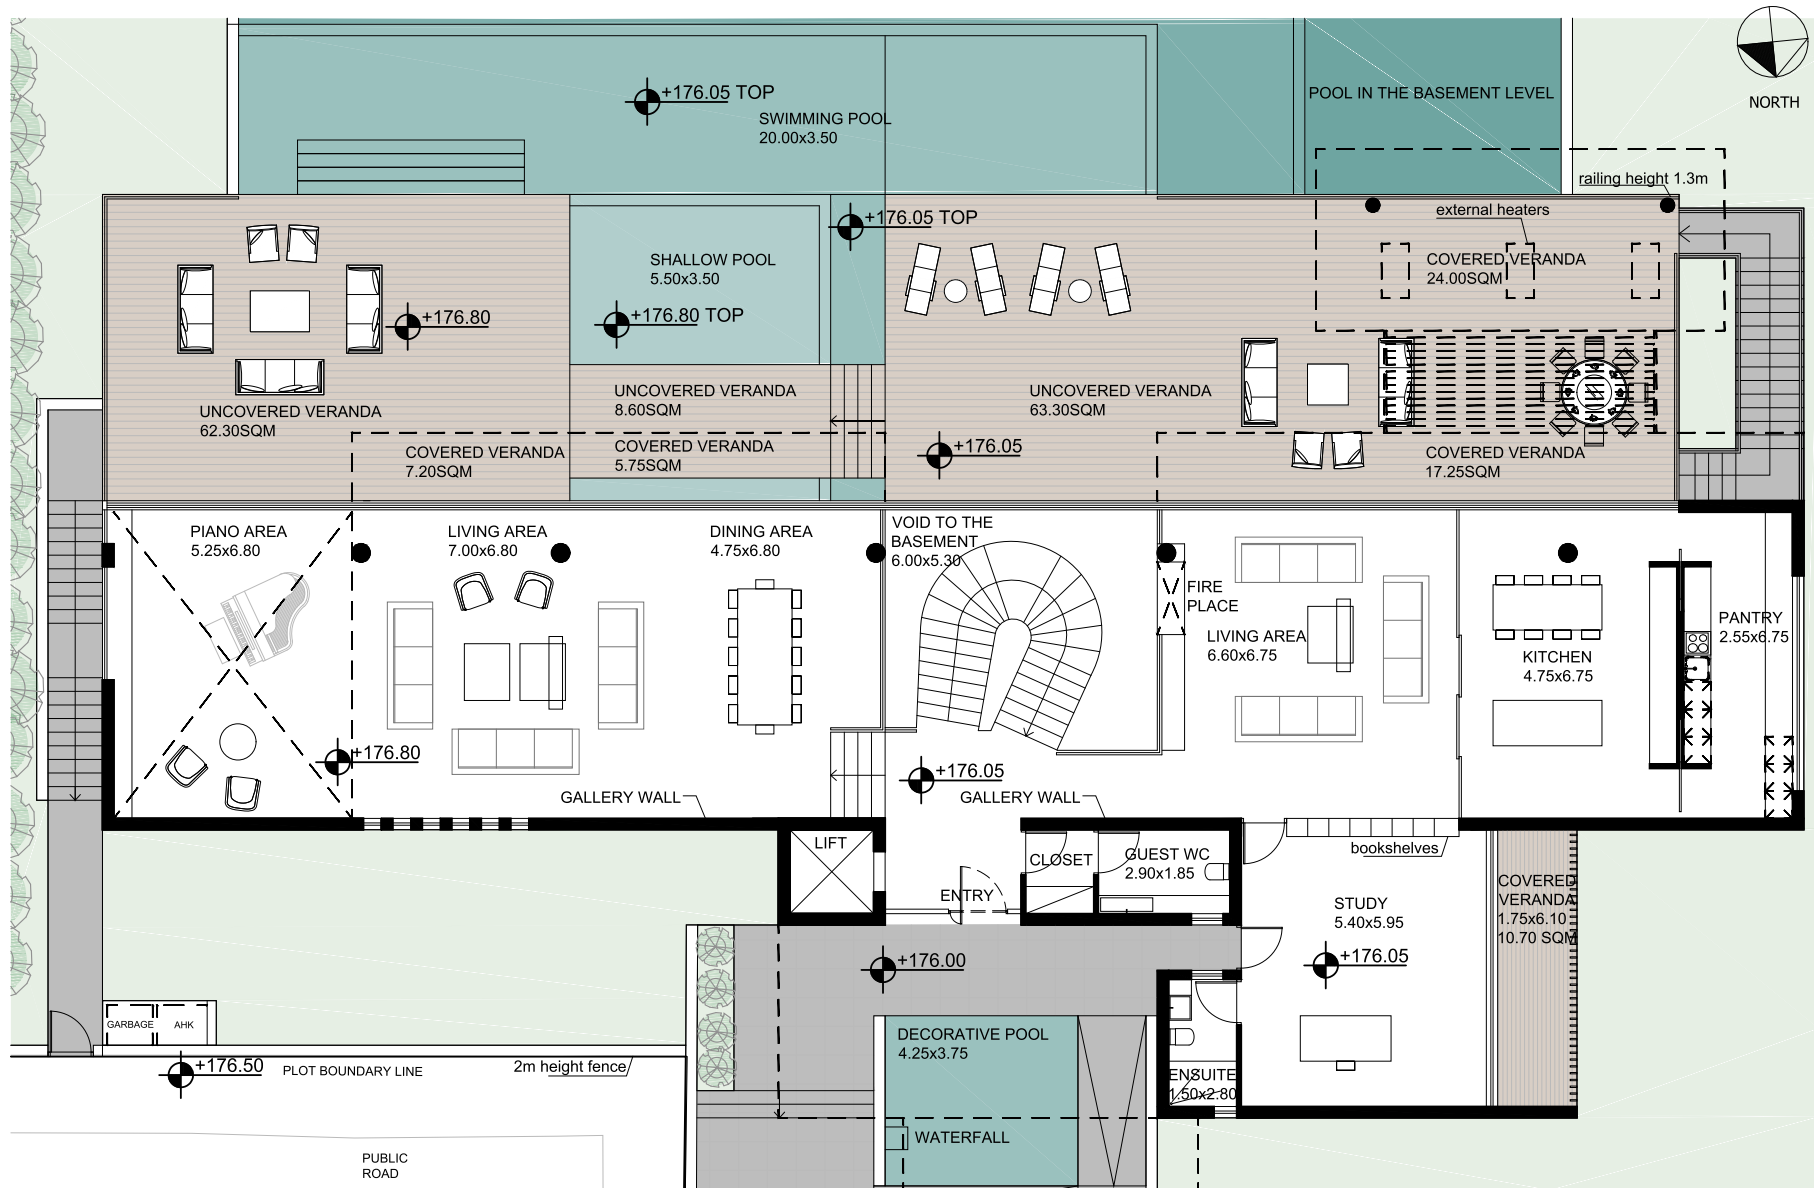 +176.05 TOP
SWIMMING POOL
20.00x3.50
POOL IN THE BASEMENT LEVEL
NORTH
railing height 1.3m
external heaters
+176.05 TOP
SHALLOW POOL
5.50x3.50
COVERED VERANDA
24.00SQM
+176.80
+176.80 TOP
UNCOVERED VERANDA
62.30SQM
UNCOVERED VERANDA
8.60SQM
UNCOVERED VERANDA
63.30SQM
COVERED VERANDA
7.20SQM
COVERED VERANDA
5.75SQM
+176.05
COVERED VERANDA
17.25SQM
PIANO AREA
5.25x6.80
LIVING AREA
7.00x6.80
DINING AREA
4.75x6.80
VOID TO THE
BASEMENT
6.00x5.30
FIRE
PLACE
LIVING AREA
6.60x6.75
KITCHEN
4.75x6.75
PANTRY
2.55x6.75
+176.80
+176.05
GALLERY WALL
GALLERY WALL
LIFT
CLOSET
GUEST WC
2.90x1.85
bookshelves
ENTRY
STUDY
5.40x5.95
COVERED
VERANDA
1.75x6.10
10.70 SQM
+176.00
+176.05
GARBAGE
AHK
DECORATIVE POOL
4.25x3.75
+176.50
PLOT BOUNDARY LINE
2m height fence
ENSUITE
1.50x2.80
WATERFALL
PUBLIC
ROAD